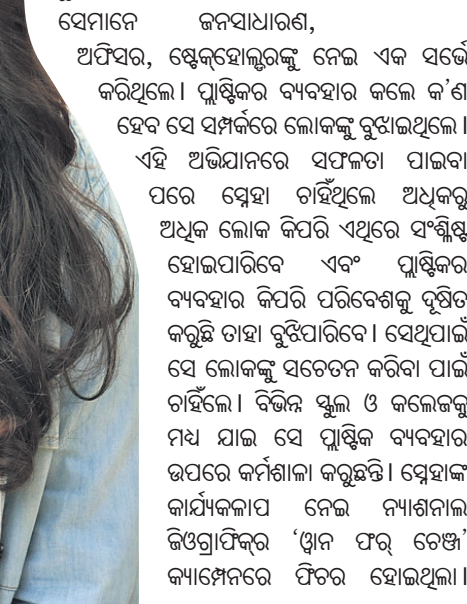 ସେମାନେ ଜନସାଧାରଣ,
ଅଫିସର, ଷ୍ଟେକ୍‌ହୋଲ୍ଡରଙ୍କୁ ନେଇ ଏକ ସର୍ଭେ
କରିଥିଲେ। ପ୍ଲାଷ୍ଟିକର ବ୍ୟବହାର କଲେ କ'ଣ
ହେବ ସେ ସମ୍ପର୍କରେ ଲୋକଙ୍କୁ ବୁଝାଇଥିଲେ।
ଏହି ଅଭିଯାନରେ ସଫଳତା ପାଇବା
ପରେ ସ୍ନେହା ଚାହିଁଥିଲେ ଅଧିକରୁ
ଅଧିକ ଲୋକ କିପରି ଏଥିରେ ସଂଶ୍ଳିଷ୍ଟ
ହୋଇପାରିବେ ଏବଂ ପ୍ଲାଷ୍ଟିକର
ବ୍ୟବହାର କିପରି ପରିବେଶକୁ ଦୂଷିତ
କରୁଛି ତାହା ବୁଝିପାରିବେ। ସେଥିପାଇଁ
ସେ ଲୋକଙ୍କୁ ସଚେତନ କରିବା ପାଇଁ
ଚାହିଁଲେ। ବିଭିନ୍ନ ସ୍କୁଲ ଓ କଲେଜକୁ
ମଧ୍ୟ ଯାଇ ସେ ପ୍ଲାଷ୍ଟିକ ବ୍ୟବହାର
ଉପରେ କର୍ମଶାଳା କରୁଛନ୍ତି। ସ୍ନେହାଙ୍କ
କାର୍ଯ୍ୟକଳାପ ନେଇ ନ୍ୟାଶନାଲ
ଜିଓଗ୍ରାଫିକ୍‌ର ‘ୱାନ ଫର୍ ଚେଞ୍ଜ’
କ୍ୟାମ୍ପେନରେ ଫିଚର ହୋଇଥିଲା।